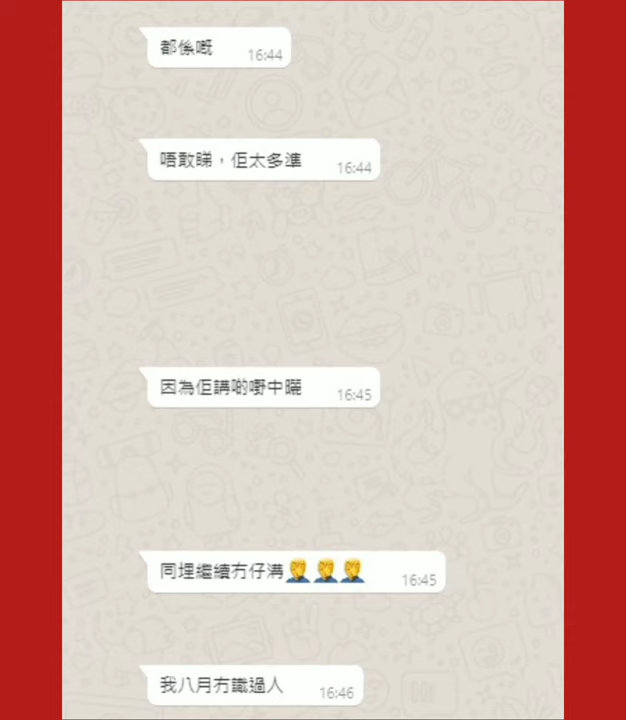 都係嘅
16:44
唔敢睇，佢太多準
16:44
因為佢講啲嘢中曬
16:45
同埋繼續冇仔溝🤦🤦🤦
16:45
我八月冇識過人
16:46